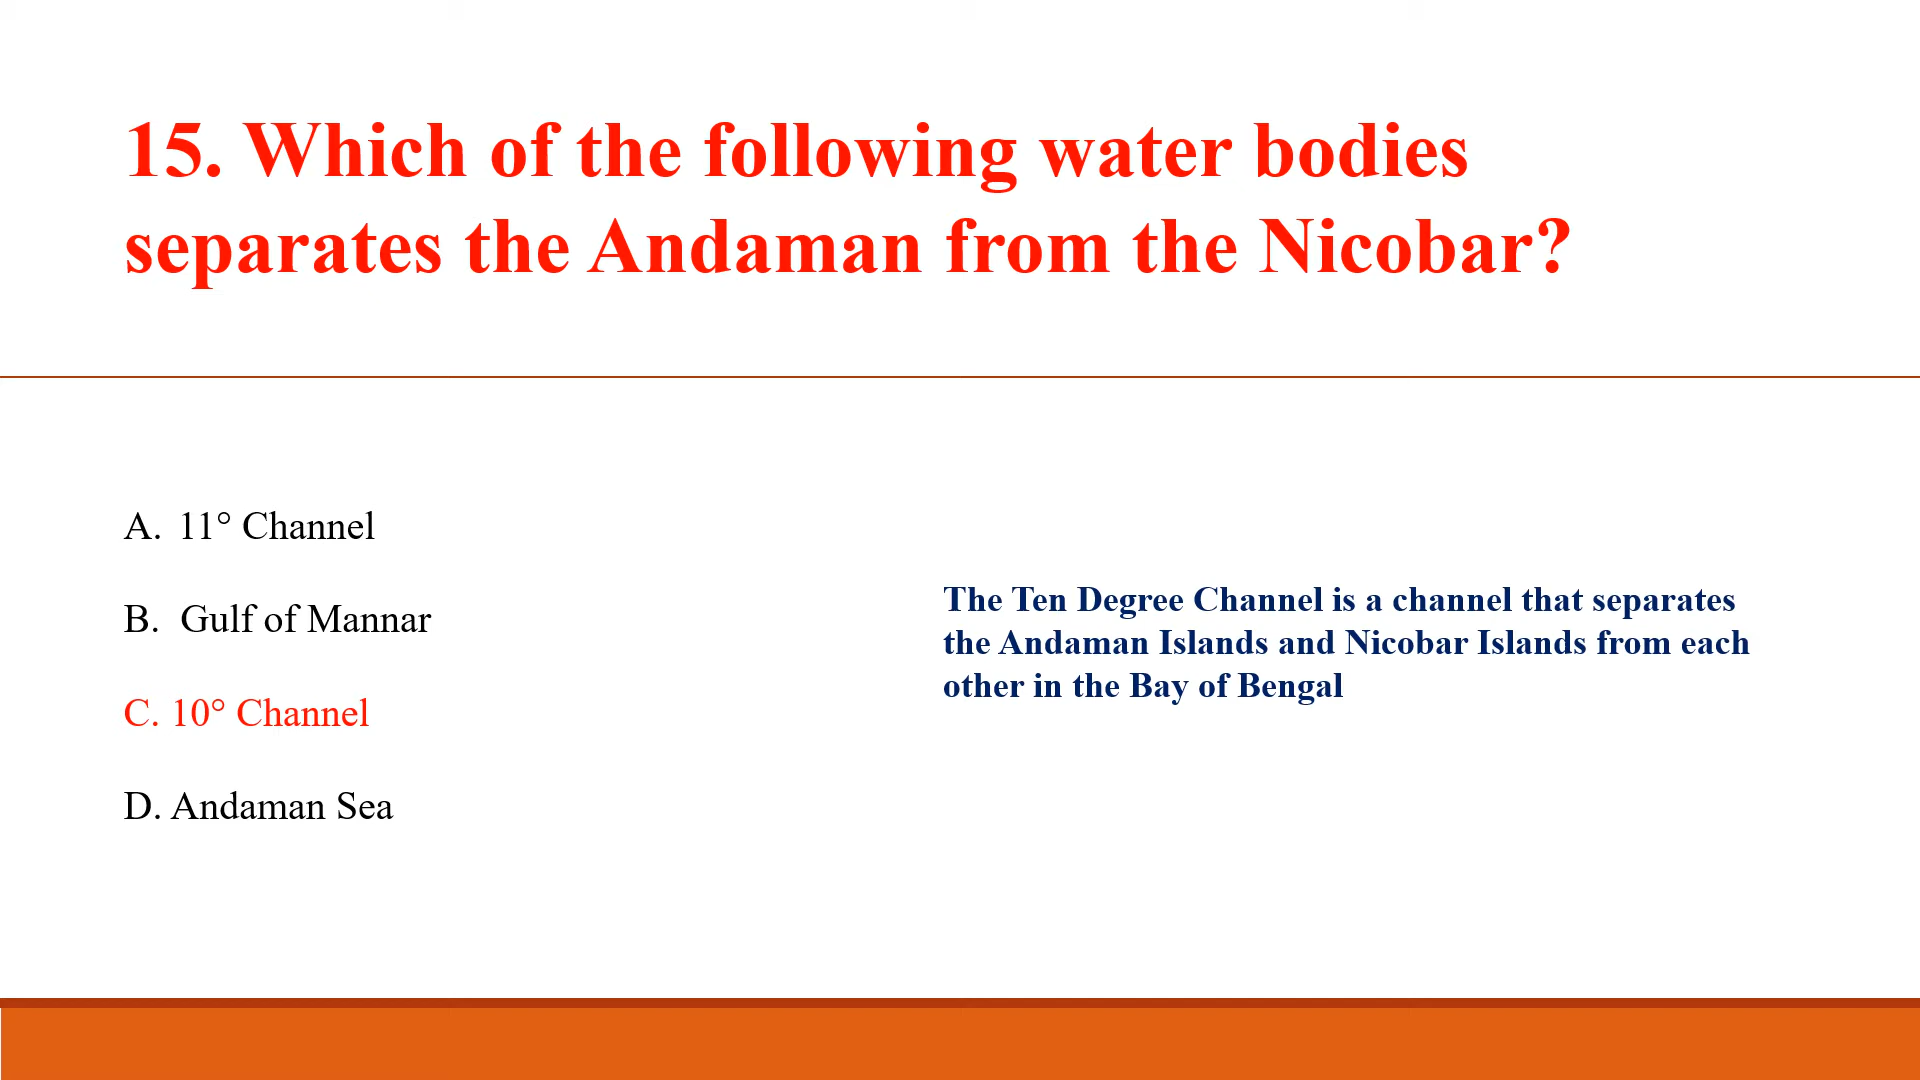 15. Which of the following water bodies
separates the Andaman from the Nicobar?
A. 11° Channel
B. Gulf of Mannar
C. 10° Channel
D. Andaman Sea
The Ten Degree Channel is a channel that separates
the Andaman Islands and Nicobar Islands from each
other in the Bay of Bengal